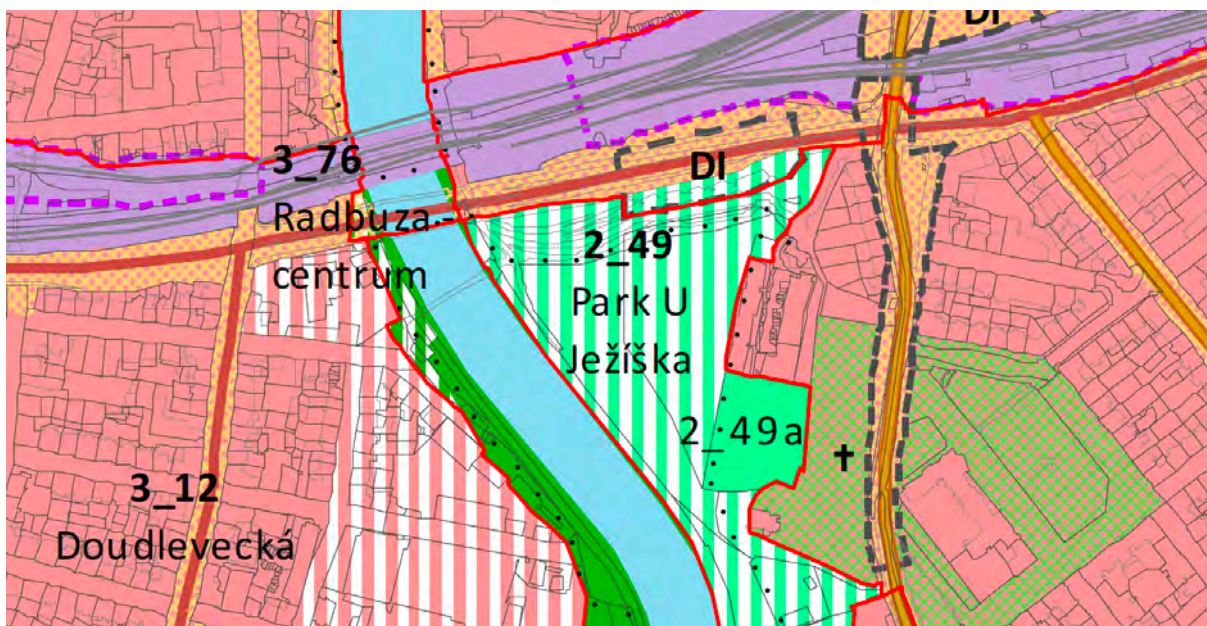 DI
3_76
Radbuza -
centrum
DI
2_49
Park U
Ježíška
2_49a
3_12
Doudlevecká